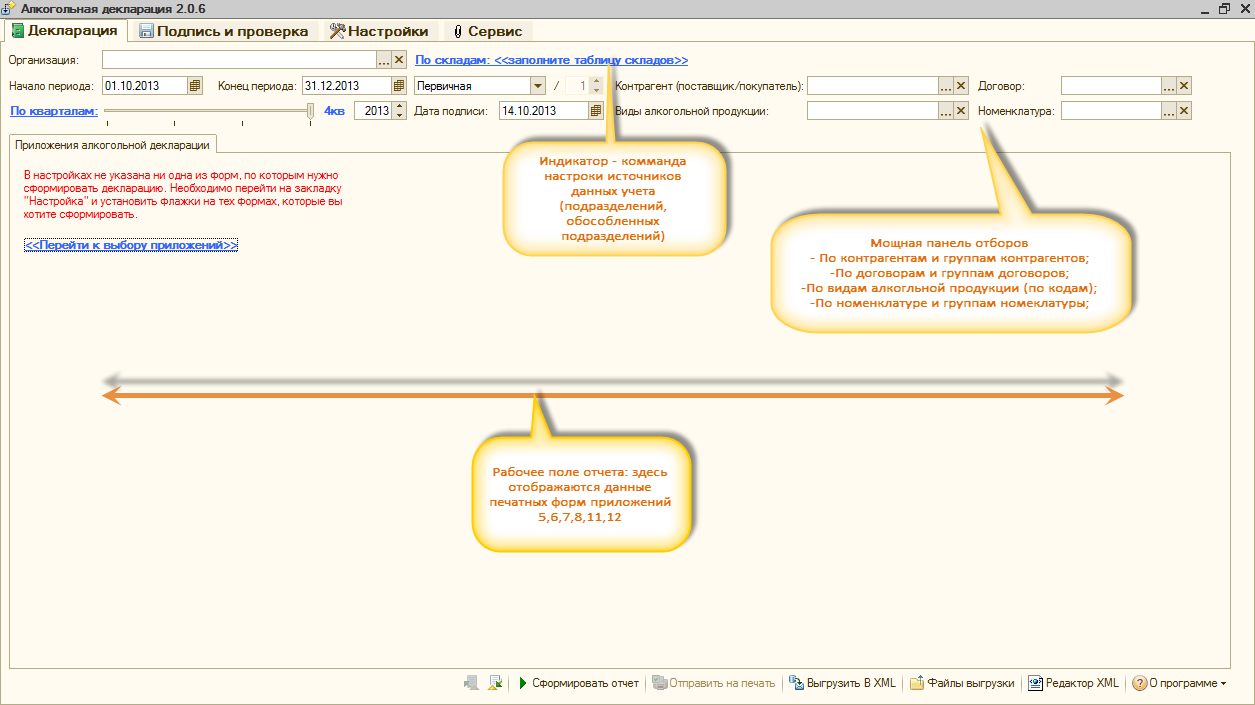 Алкогольная декларация 2.0.6
Декларация Подпись и проверка Настройки Сервис
Организация: ... По складам: <<заполните таблицу складов>>
Начало периода: 01.10.2013 Конец периода: 31.12.2013 Первичная / 1 Контрагент (поставщик/покупатель): ... Договор: ...
По кварталам: 4кв 2013 Дата подписи: 14.10.2013 Виды алкогольной продукции: ... Номенклатура: ...
Приложения алкогольной декларации
В настройках не указана ни одна из форм, по которым нужно
сформировать декларацию. Необходимо перейти на закладку
"Настройка" и установить флажки на тех формах, которые вы
хотите сформировать.
<<Перейти к выбору приложений>>
Индикатор - комманда
настроки источников
данных учета
(подразделений,
обособленных
подразделений)
Мощная панель отборов
- По контрагентам и группам контрагентов;
-По договорам и группам договоров;
-По видам алкогльной продукции (по кодам);
-По номенклатуре и группам номеклатуры;
Рабочее поле отчета: здесь
отображаются данные
печатных форм приложений
5,6,7,8,11,12
Сформировать отчет Отправить на печать Выгрузить В XML Файлы выгрузки Редактор XML О программе